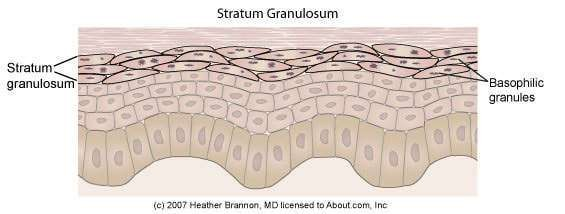 Stratum Granulosum
Stratum
granulosum
Basophilic
granules
(c) 2007 Heather Brannon, MD licensed to About.com, Inc